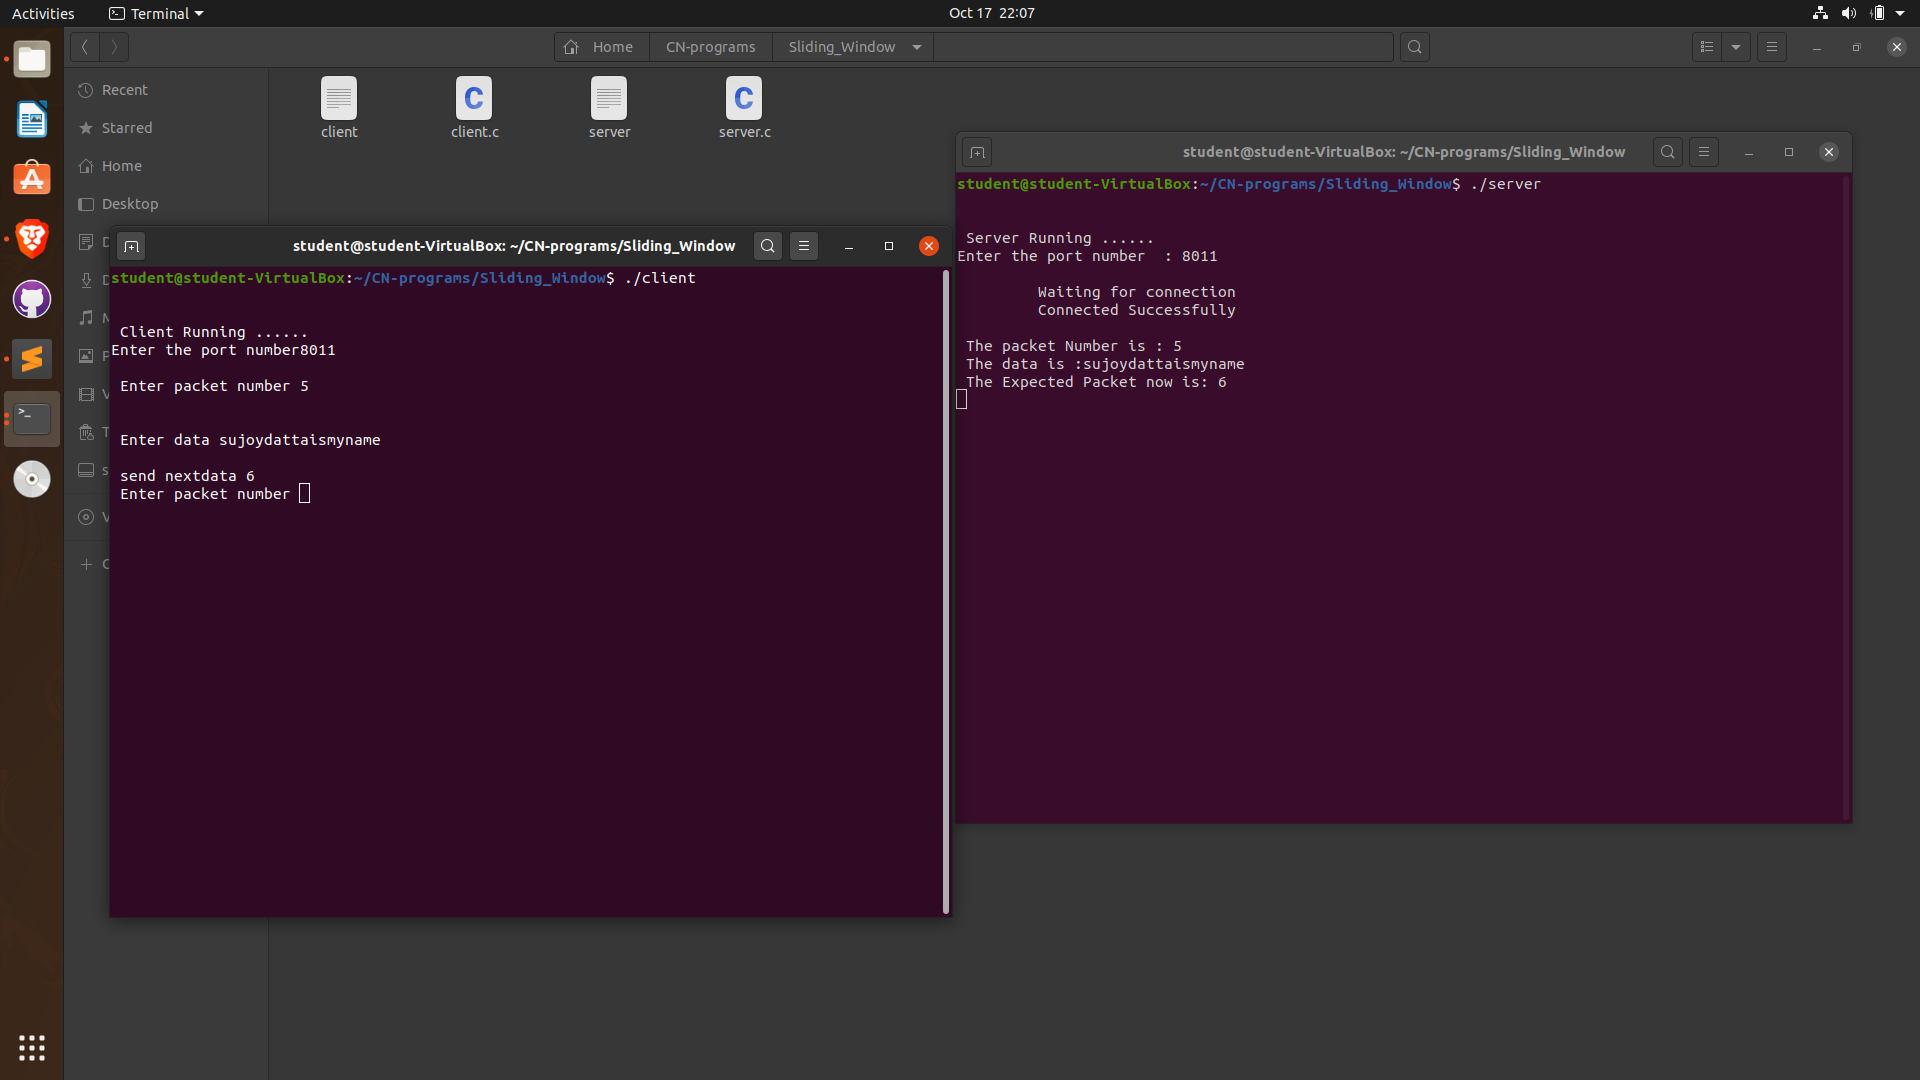 Activities
Terminal
Oct 17 22:07
Home
CN-programs
Sliding_Window
Recent
Starred
Home
Desktop
client
client.c
server
server.c
student@student-VirtualBox: ~/CN-programs/Sliding_Window
student@student-VirtualBox:~/CN-programs/Sliding_Window$ ./client
Client Running ......
Enter the port number8011
Enter packet number 5
Enter data sujoydattaismyname
send nextdata 6
Enter packet number
student@student-VirtualBox: ~/CN-programs/Sliding_Window
student@student-VirtualBox:~/CN-programs/Sliding_Window$ ./server
Server Running ......
Enter the port number  : 8011
Waiting for connection
Connected Successfully
The packet Number is : 5
The data is :sujoydattaismyname
The Expected Packet now is: 6